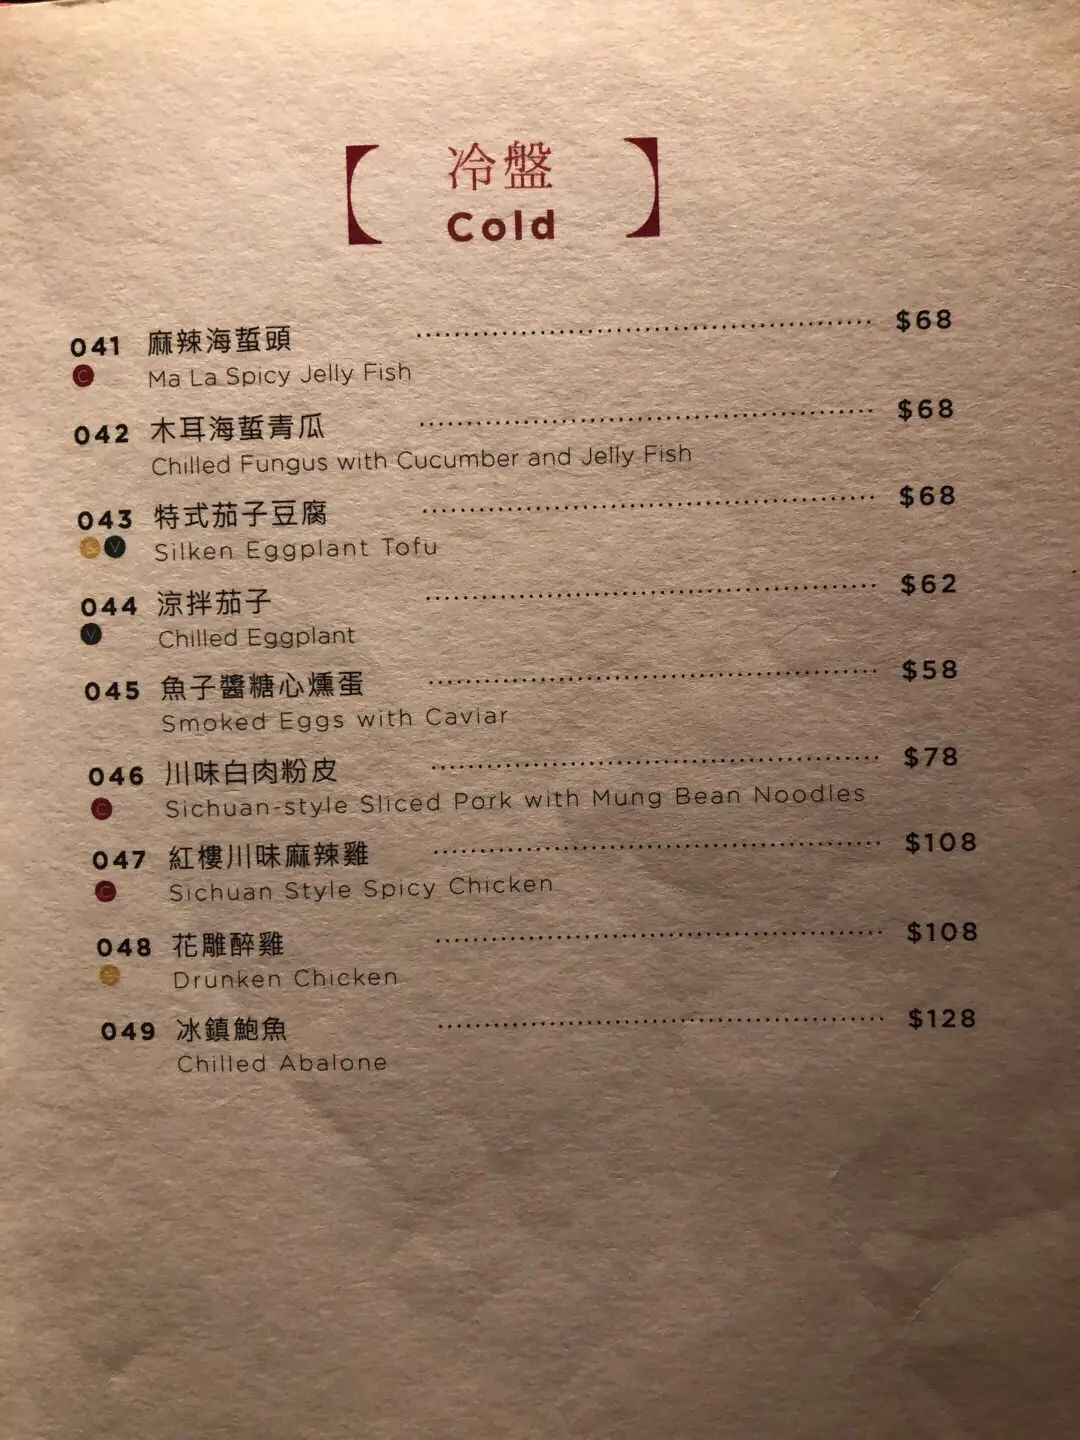 冷盤
Cold
041 麻辣海蜇頭 $68
C Ma La Spicy Jelly Fish
042 木耳海蜇青瓜 $68
Chilled Fungus with Cucumber and Jelly Fish
043 特式茄子豆腐 $68
S V Silken Eggplant Tofu
044 涼拌茄子 $62
V Chilled Eggplant
045 魚子醬糖心燻蛋 $58
Smoked Eggs with Caviar
046 川味白肉粉皮 $78
C Sichuan-style Sliced Pork with Mung Bean Noodles
047 紅樓川味麻辣雞 $108
C Sichuan Style Spicy Chicken
048 花雕醉雞 $108
S Drunken Chicken
049 冰鎮鮑魚 $128
Chilled Abalone